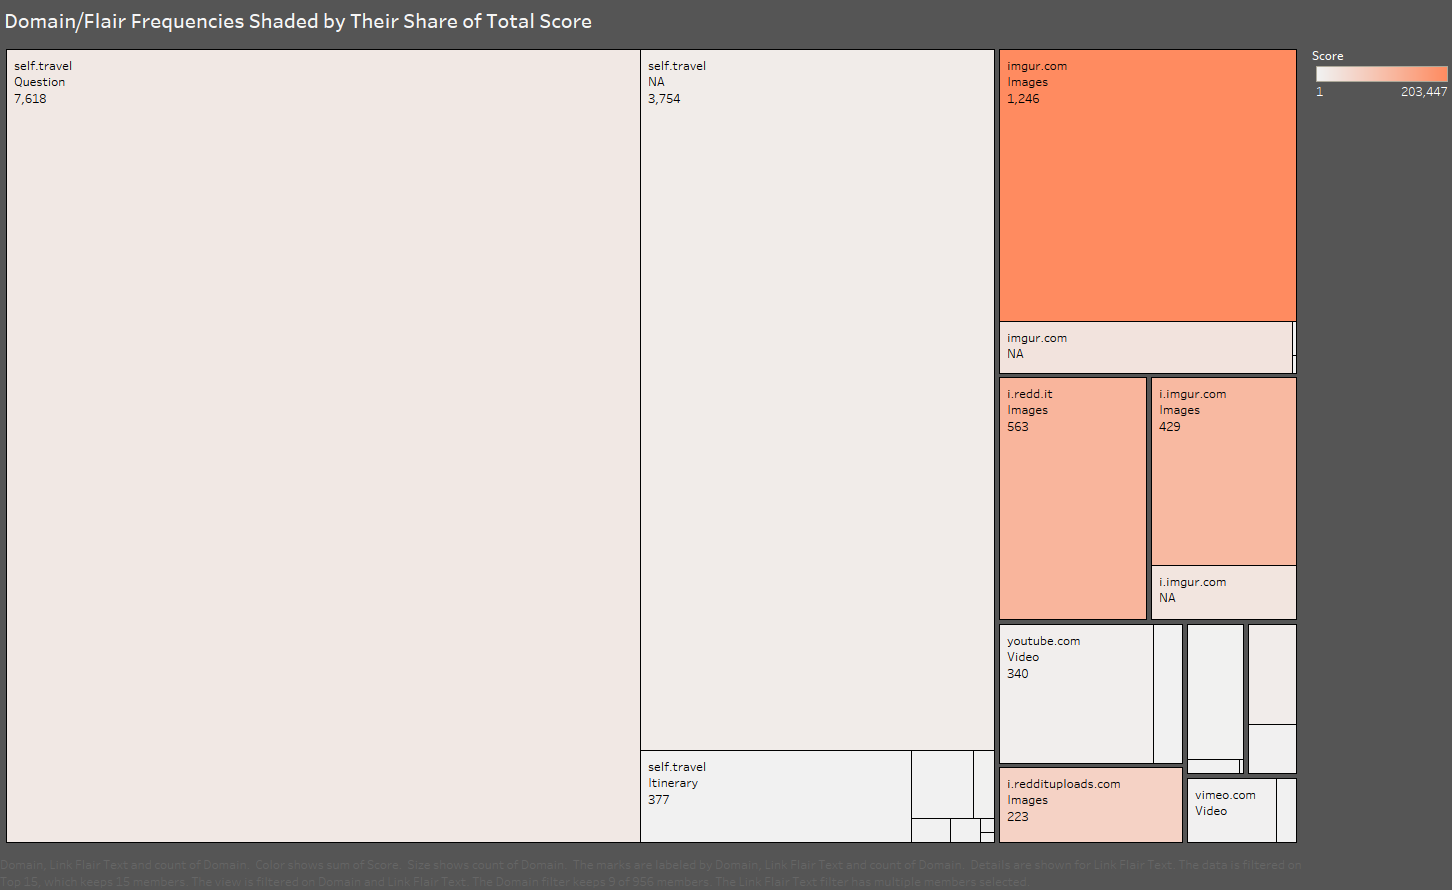 Domain/Flair Frequencies Shaded by Their Share of Total Score
self.travel
Question
7,618
self.travel
NA
3,754
self.travel
Itinerary
377
imgur.com
Images
1,246
imgur.com
NA
i.redd.it
Images
563
i.imgur.com
Images
429
i.imgur.com
NA
youtube.com
Video
340
i.reddituploads.com
Images
223
vimeo.com
Video
Score
1 203,447
Domain, Link Flair Text and count of Domain. Color shows sum of Score. Size shows count of Domain. The marks are labeled by Domain, Link Flair Text and count of Domain. Details are shown for Link Flair Text. The data is filtered on
Top 15, which keeps 15 members. The view is filtered on Domain and Link Flair Text. The Domain filter keeps 9 of 956 members. The Link Flair Text filter has multiple members selected.